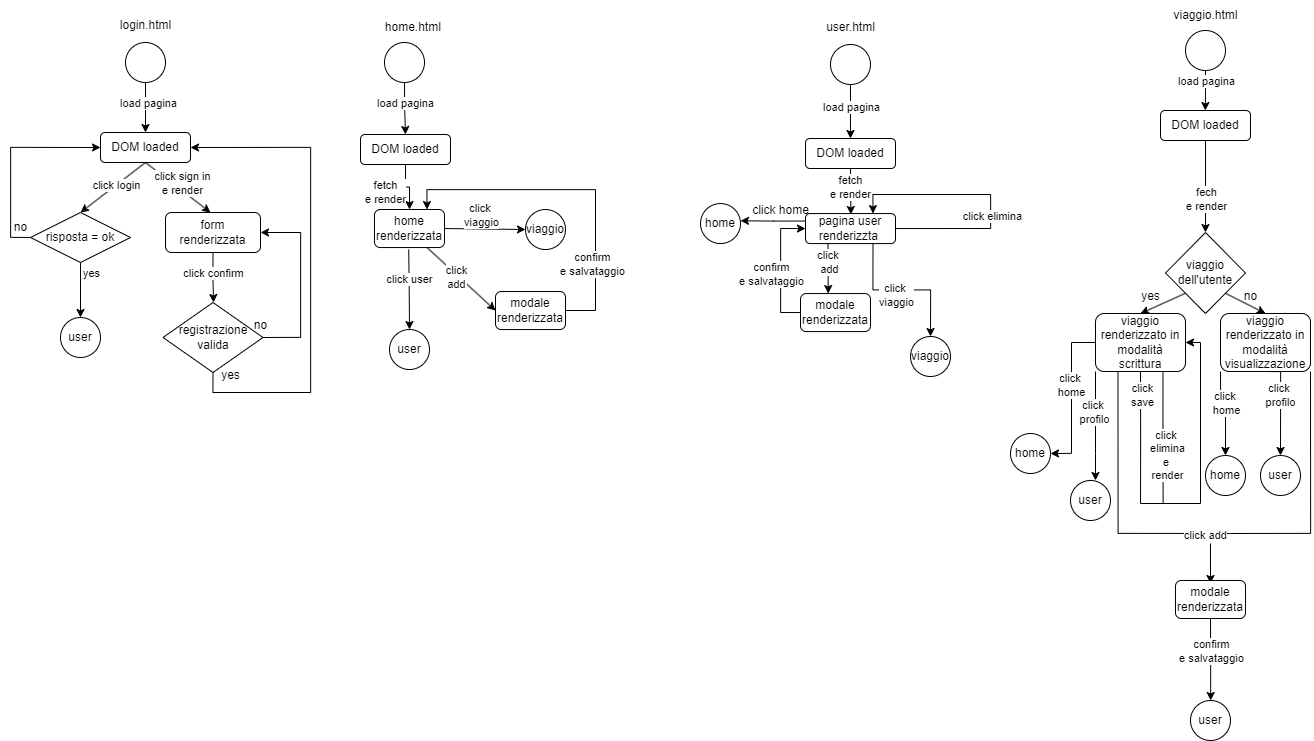 login.html
load pagina
DOM loaded
click login
click sign in
e render
no
risposta = ok
form
renderizzata
yes
click confirm
user
registrazione
valida
no
yes
home.html
load pagina
DOM loaded
fetch
e render
home
renderizzata
click
viaggio
viaggio
click user
click
add
confirm
e salvataggio
modale
renderizzata
user
user.html
load pagina
DOM loaded
fetch
e render
home
click home
pagina user
renderizzta
click elimina
click
add
confirm
e salvataggio
click
viaggio
modale
renderizzata
viaggio
viaggio.html
load pagina
DOM loaded
fech
e render
viaggio
dell'utente
yes
no
viaggio
renderizzato in
modalità
scrittura
viaggio
renderizzato in
modalità
visualizzazione
click
home
click
profilo
click
save
click
elimina
e
render
click
home
click
profilo
home
user
home
user
click add
modale
renderizzata
confirm
e salvataggio
user